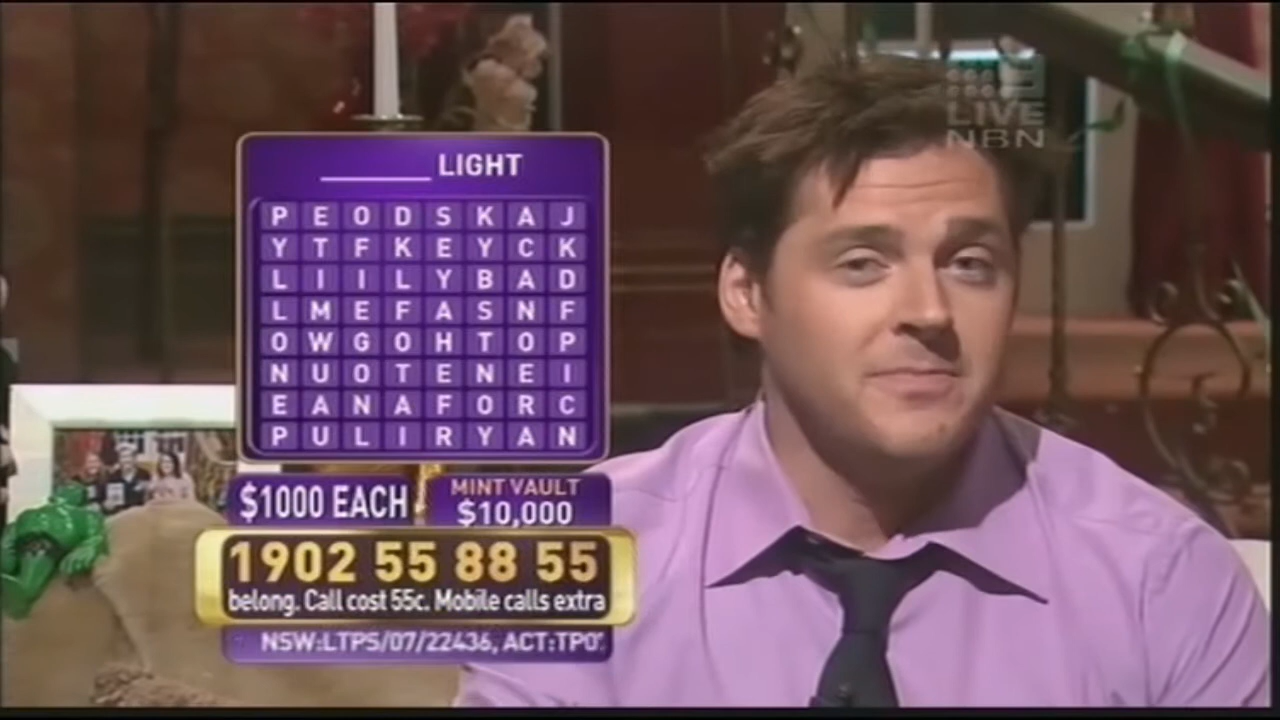 LIVE
NBN
______ LIGHT
P E O D S K A J
Y T F K E Y C K
L I I L Y B A D
L M E F A S N F
O W G O H T O P
N U O T E N E I
E A N A F O R C
P U L I R Y A N
$1000 EACH
MINT VAULT
$10,000
1902 55 88 55
belong. Call cost 55c. Mobile calls extra
NSW:LTPS/07/22436, ACT:TP0